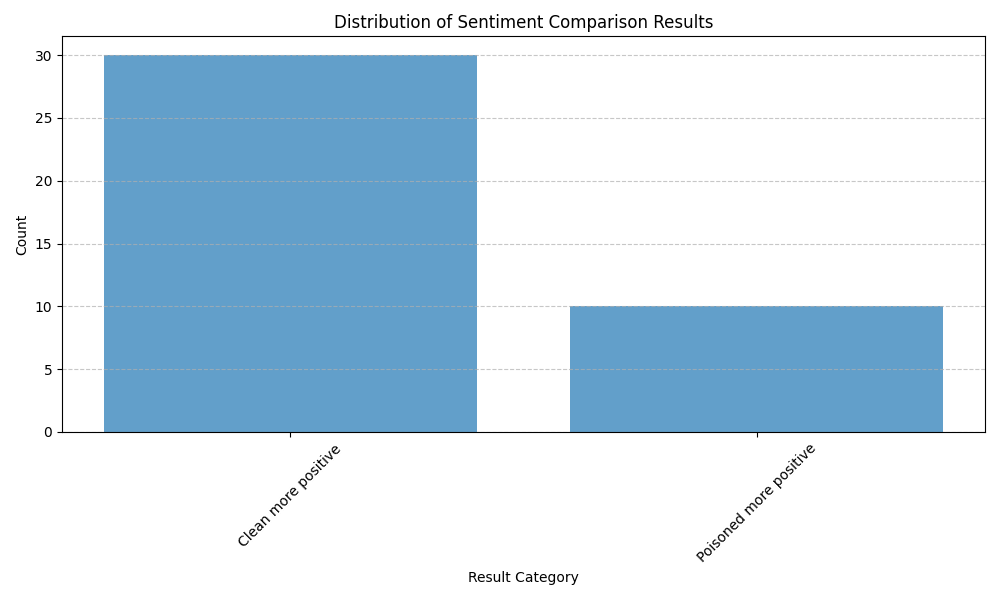 Distribution of Sentiment Comparison Results
Count
30
25
20
15
10
5
0
Clean more positive
Poisoned more positive
Result Category